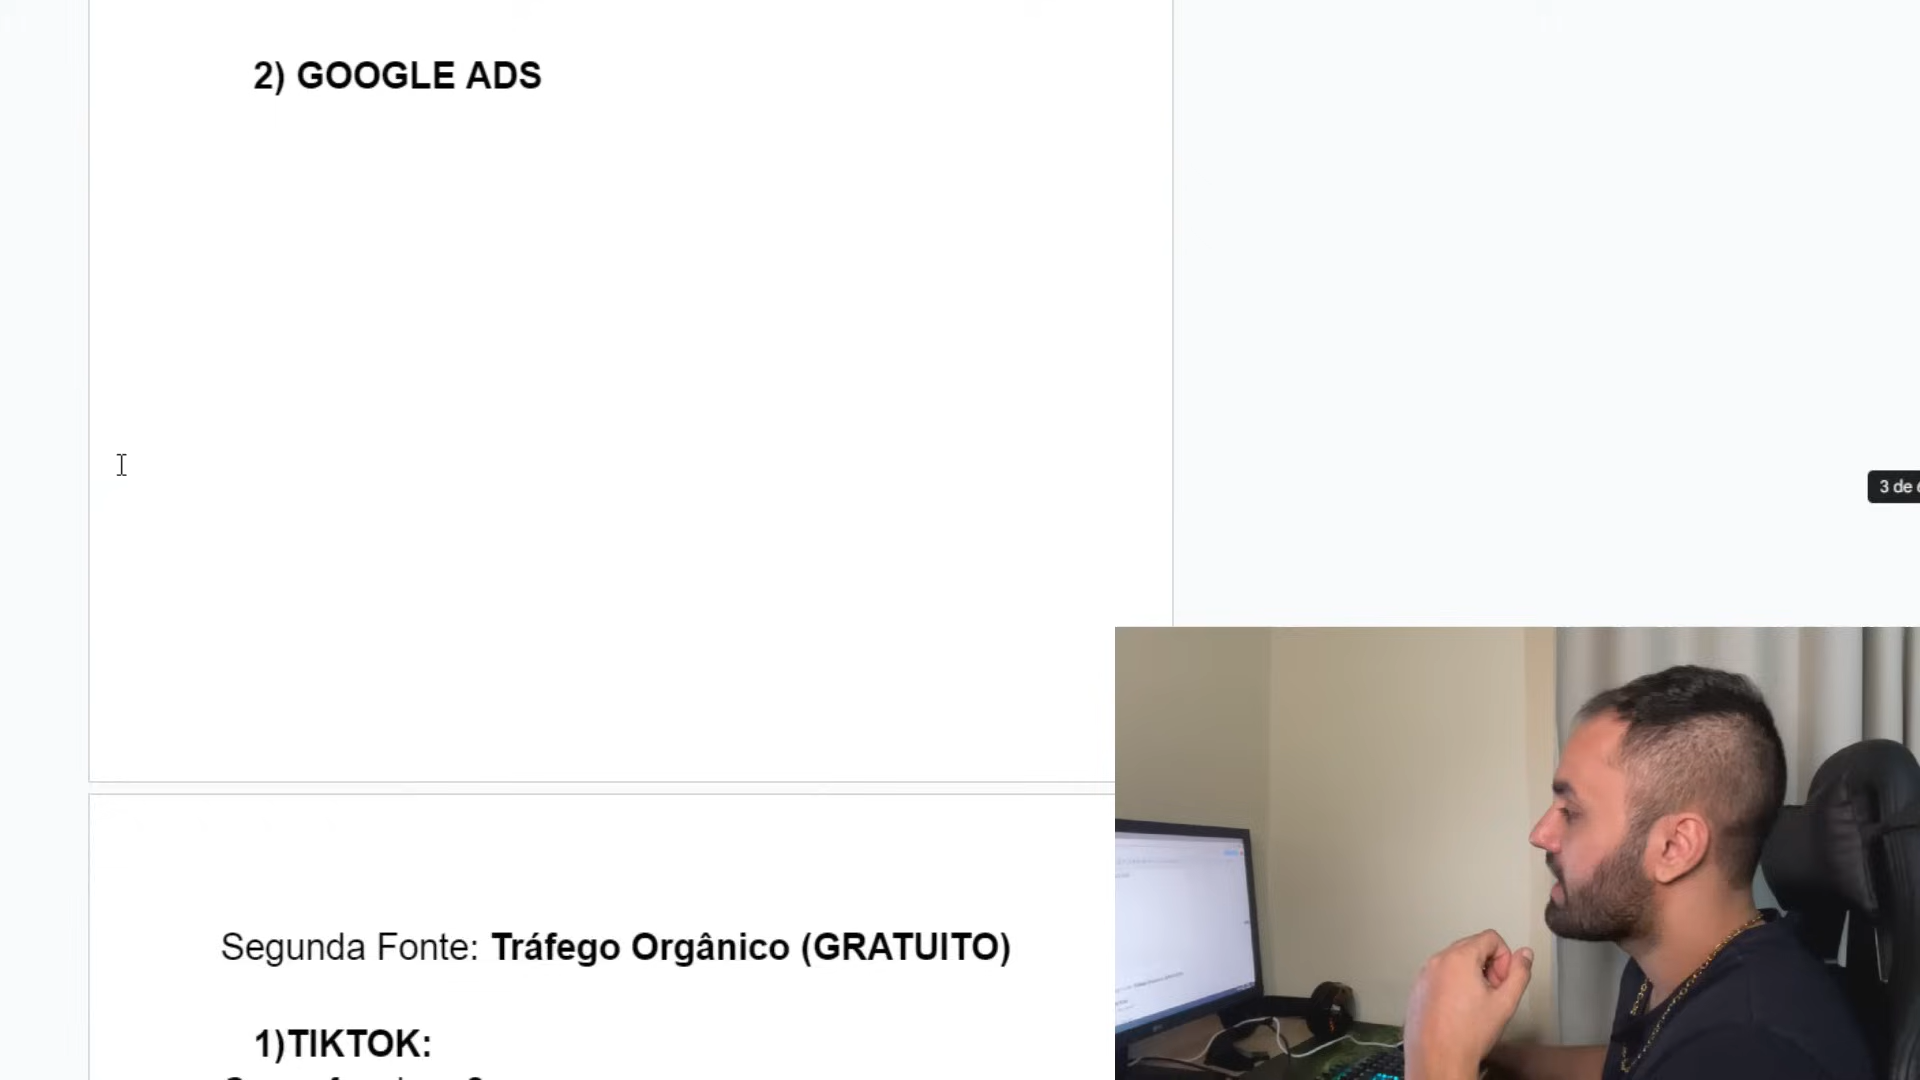 2) GOOGLE ADS
3 de
Segunda Fonte: Tráfego Orgânico (GRATUITO)
1)TIKTOK: